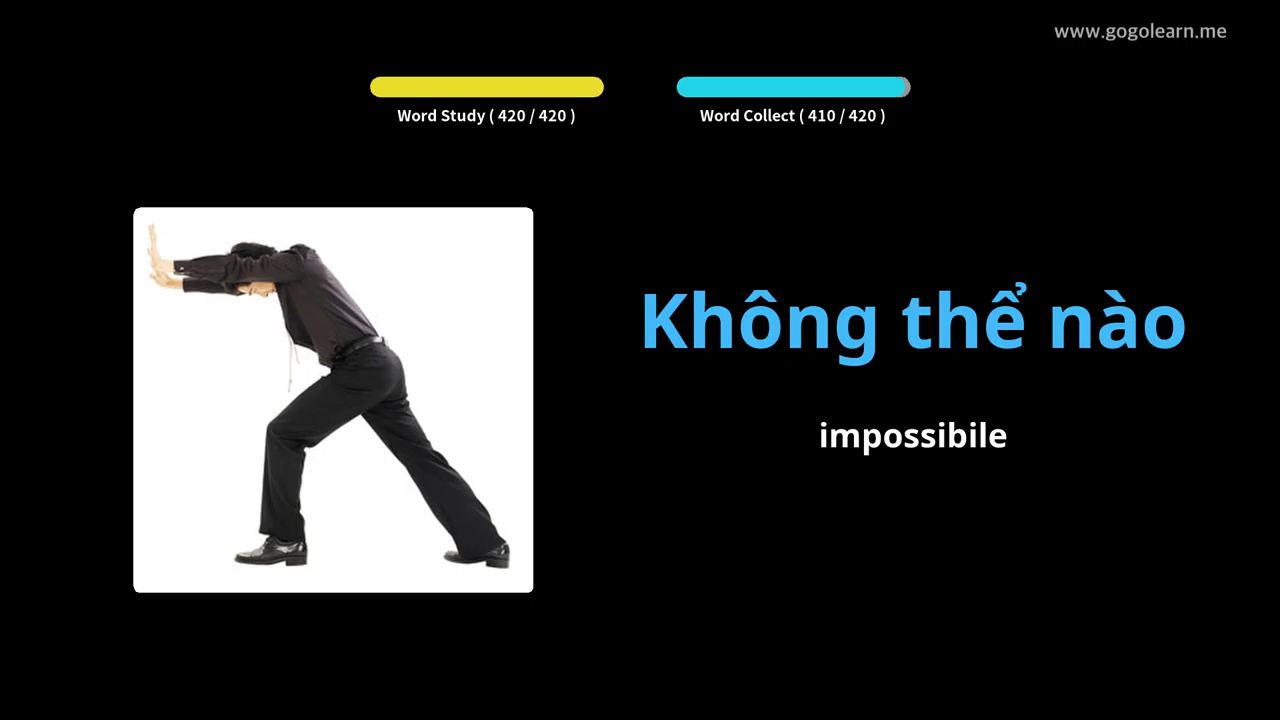 www.gogolearn.me
Word Study ( 420 / 420 )
Word Collect ( 410 / 420 )
Không thể nào
impossibile